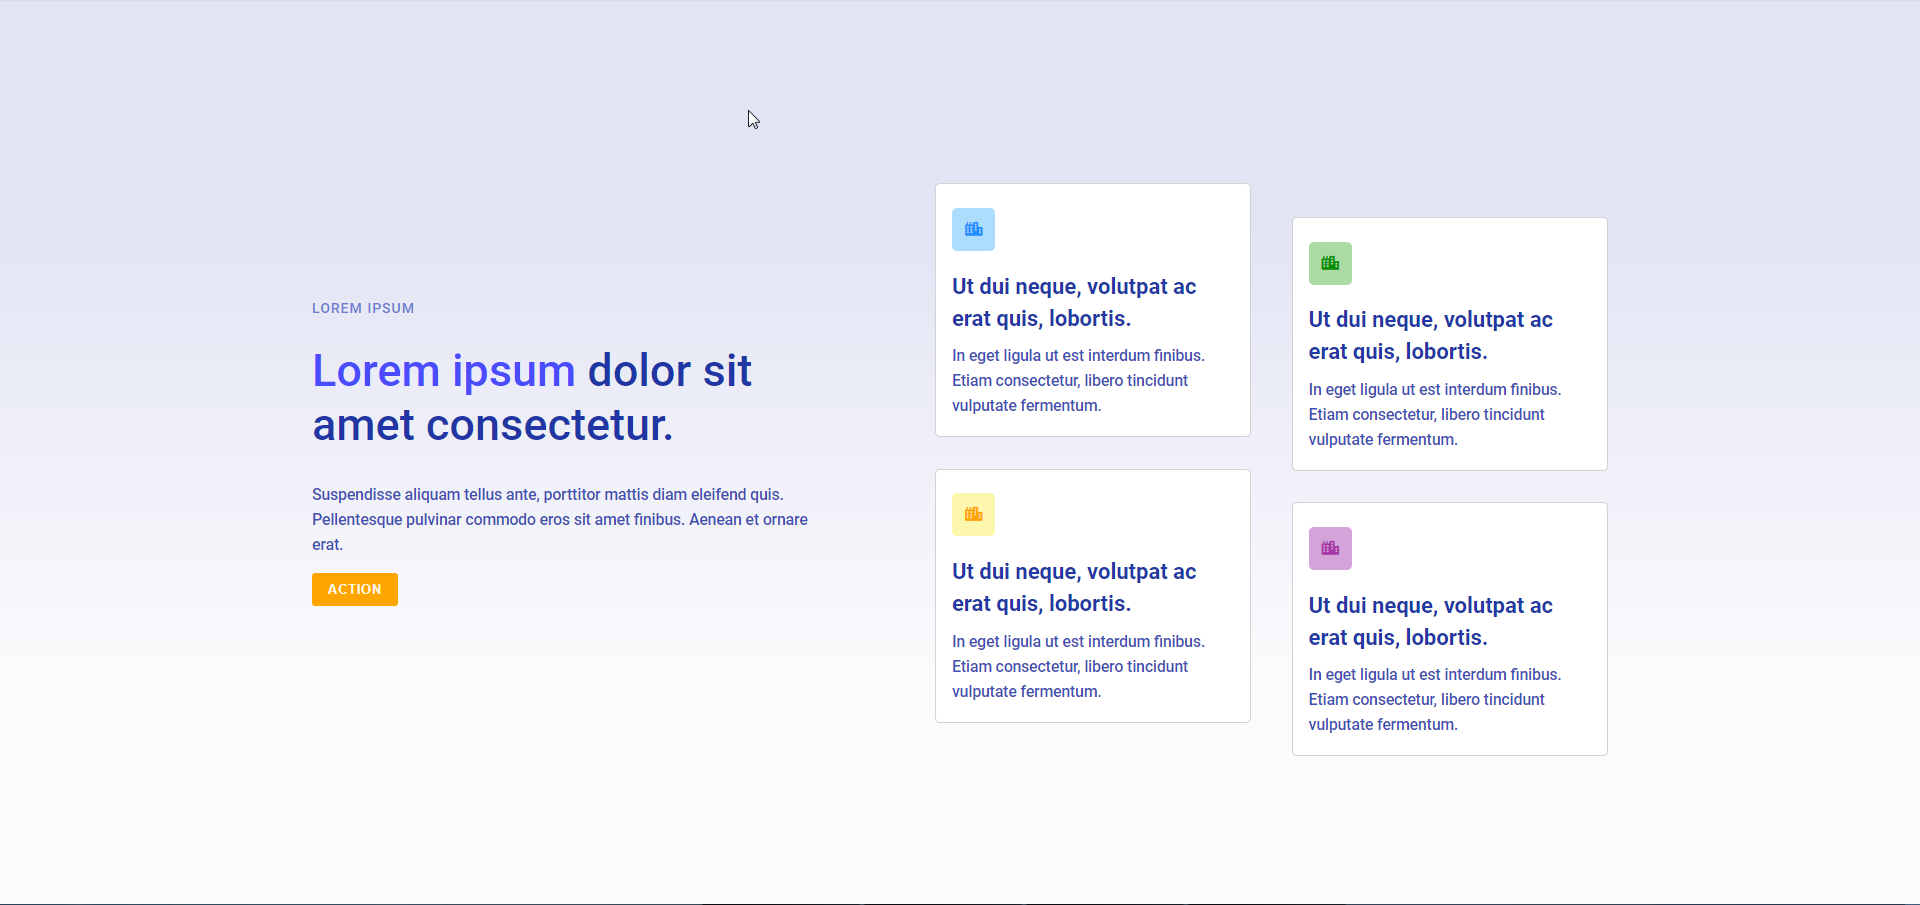 LOREM IPSUM
Lorem ipsum dolor sit
amet consectetur.
Suspendisse aliquam tellus ante, porttitor mattis diam eleifend quis.
Pellentesque pulvinar commodo eros sit amet finibus. Aenean et ornare
erat.
ACTION
Ut dui neque, volutpat ac
erat quis, lobortis.
In eget ligula ut est interdum finibus.
Etiam consectetur, libero tincidunt
vulputate fermentum.
Ut dui neque, volutpat ac
erat quis, lobortis.
In eget ligula ut est interdum finibus.
Etiam consectetur, libero tincidunt
vulputate fermentum.
Ut dui neque, volutpat ac
erat quis, lobortis.
In eget ligula ut est interdum finibus.
Etiam consectetur, libero tincidunt
vulputate fermentum.
Ut dui neque, volutpat ac
erat quis, lobortis.
In eget ligula ut est interdum finibus.
Etiam consectetur, libero tincidunt
vulputate fermentum.